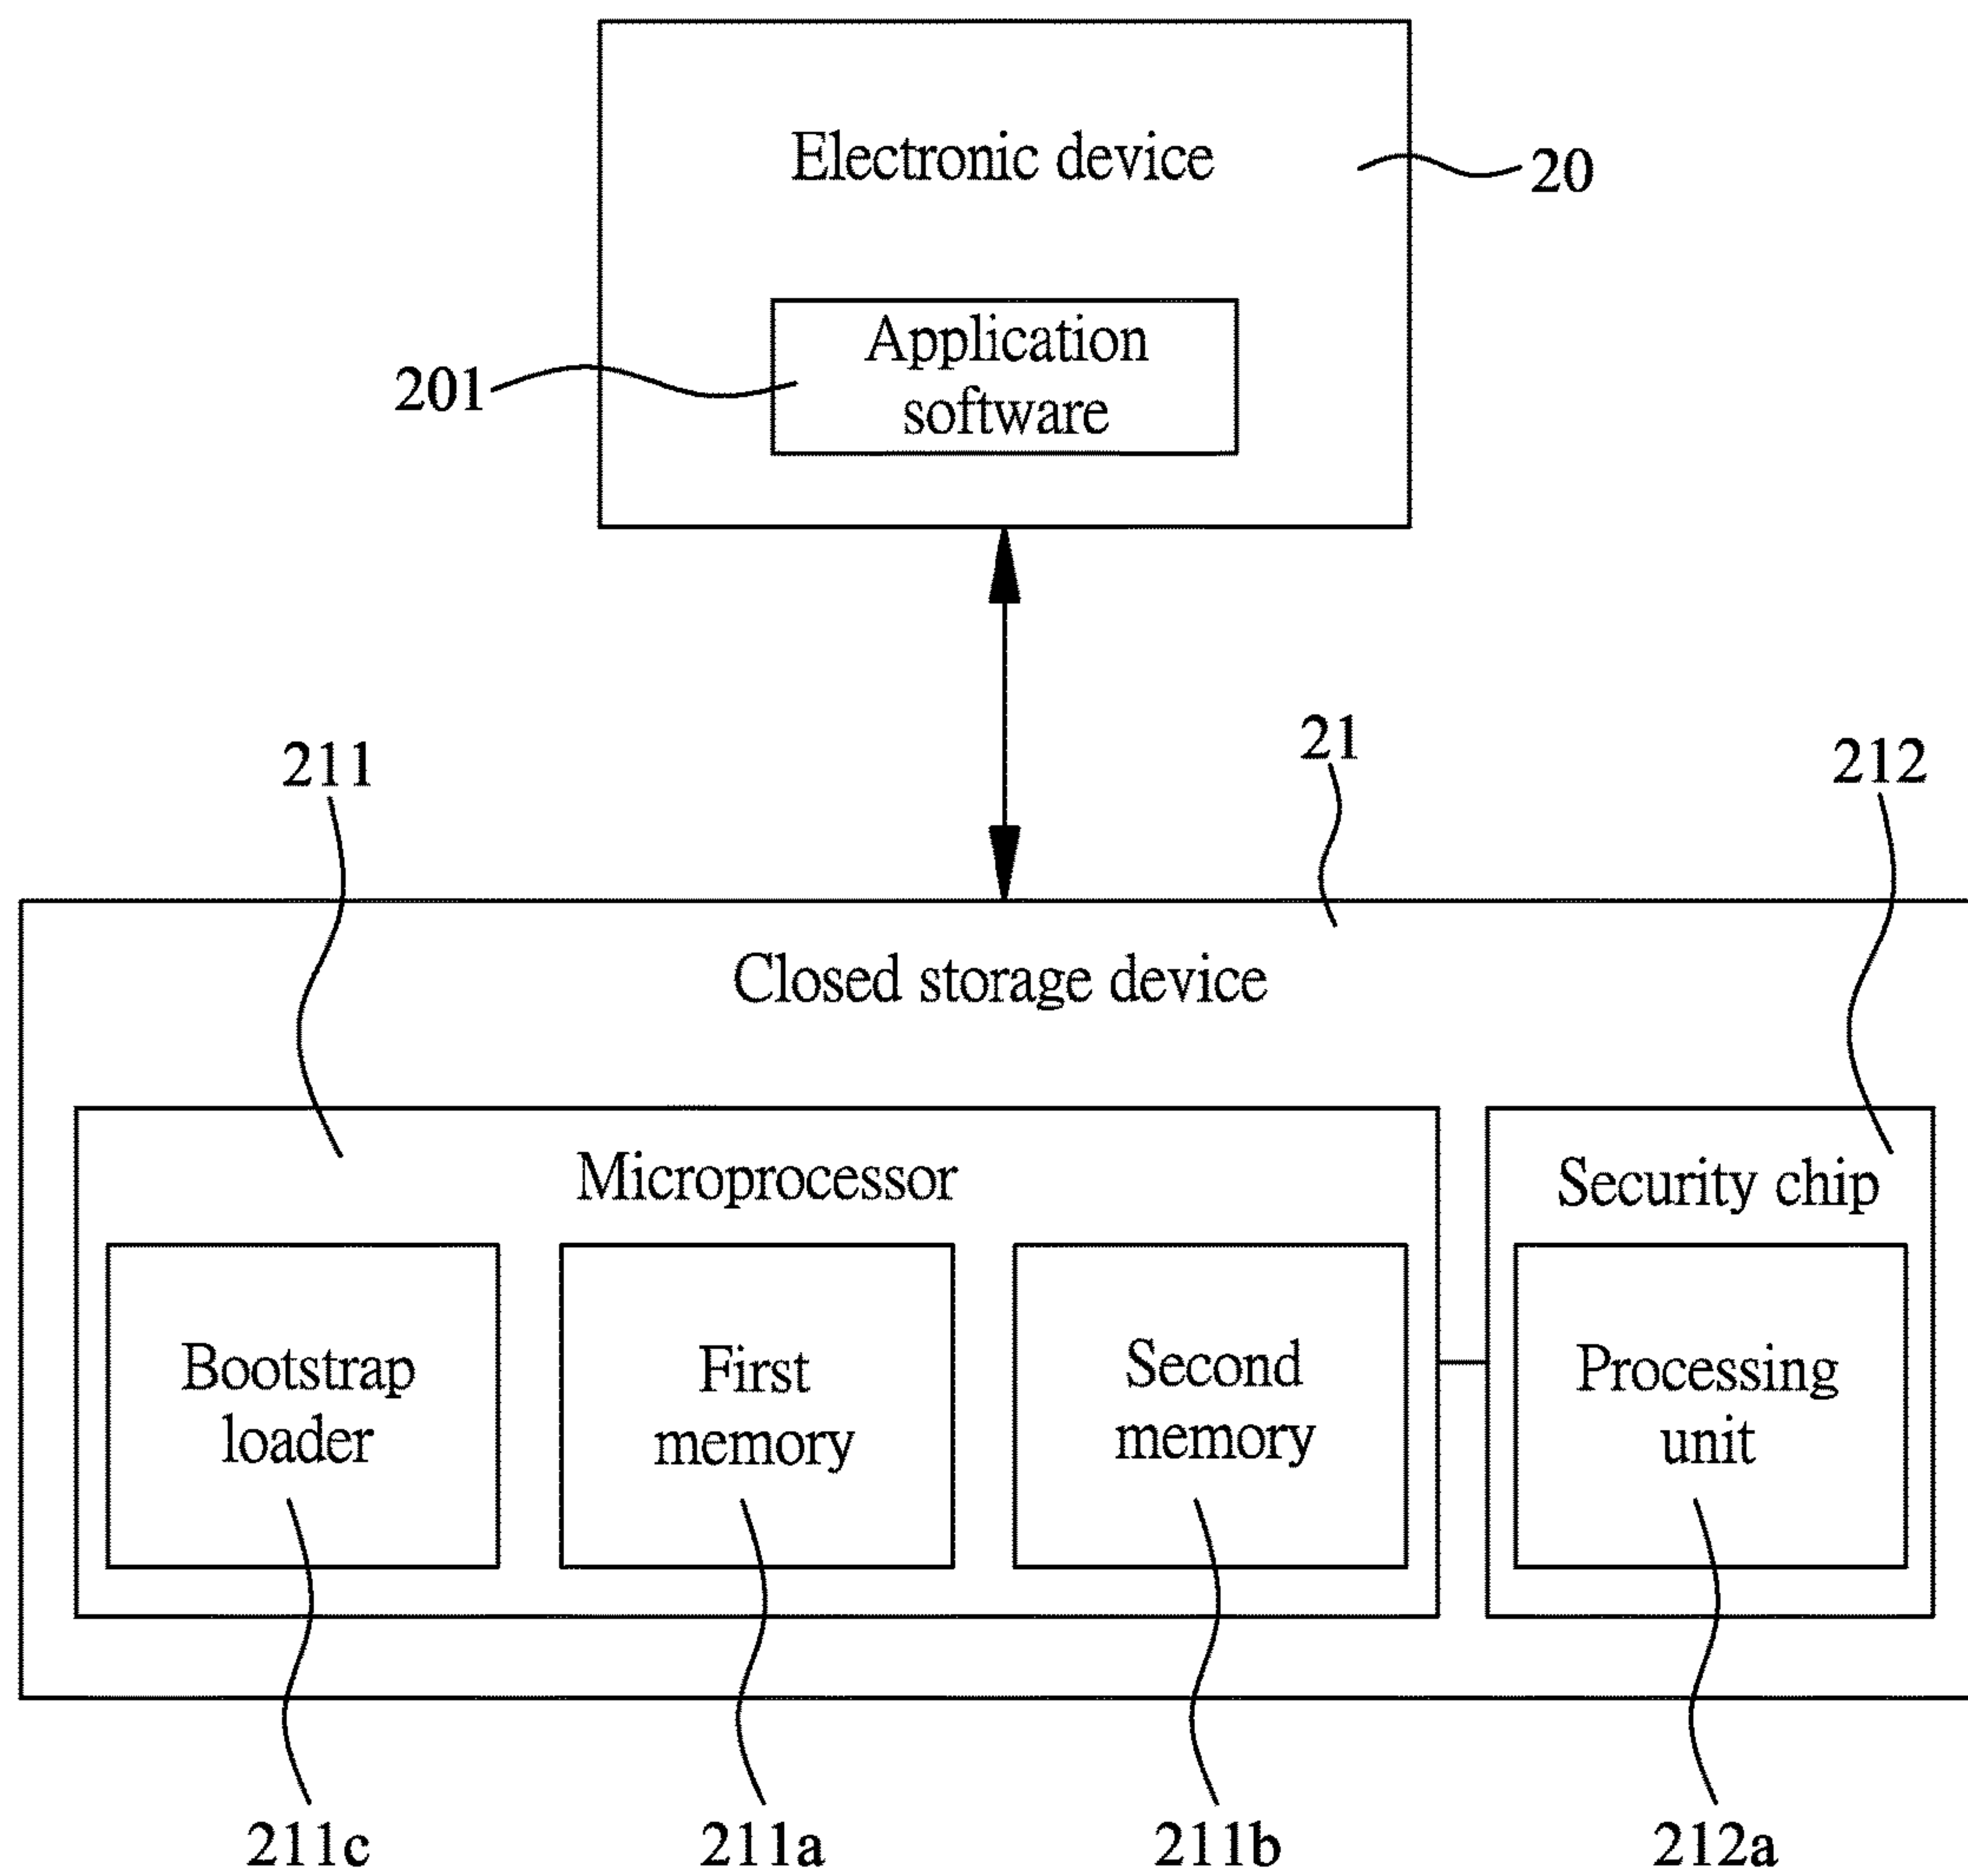 Electronic device
20
Application
software
201
211
21
212
Closed storage device
Microprocessor
Security chip
Bootstrap
loader
First
memory
Second
memory
Processing
unit
211c
211a
211b
212a